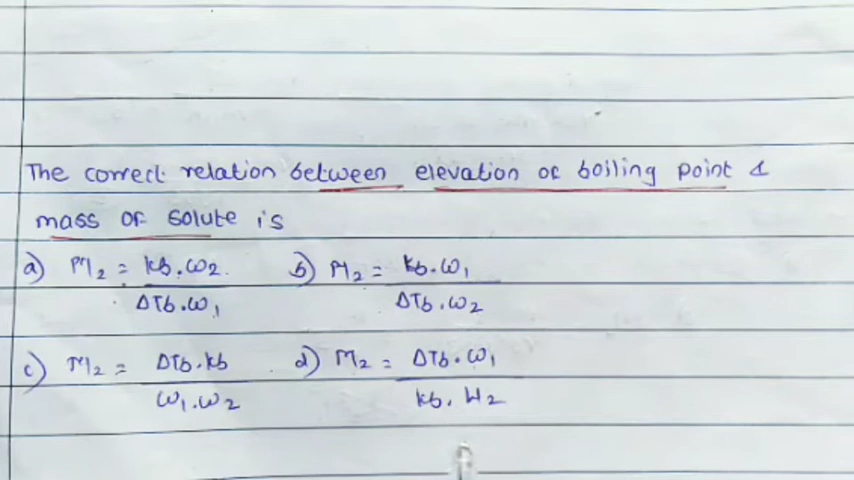 The correct relation between elevation of boiling point &
mass of solute is
a) M₂ = kb.ω₂ / ΔTb.ω₁ b) M₂ = kb.ω₁ / ΔTb.ω₂
c) M₂ = ΔTb.kb / ω₁.ω₂ d) M₂ = ΔTb.ω₁ / kb.W₂